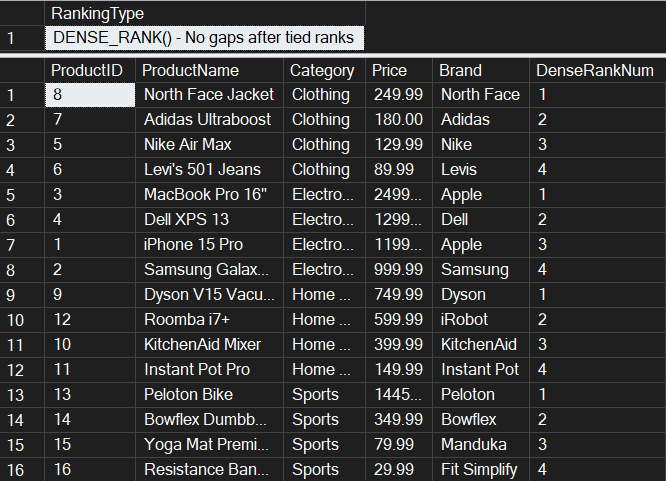 RankingType
1 DENSE_RANK() - No gaps after tied ranks
ProductID ProductName Category Price Brand DenseRankNum
1 8 North Face Jacket Clothing 249.99 North Face 1
2 7 Adidas Ultraboost Clothing 180.00 Adidas 2
3 5 Nike Air Max Clothing 129.99 Nike 3
4 6 Levi's 501 Jeans Clothing 89.99 Levis 4
5 3 MacBook Pro 16" Electro... 2499... Apple 1
6 4 Dell XPS 13 Electro... 1299... Dell 2
7 1 iPhone 15 Pro Electro... 1199... Apple 3
8 2 Samsung Galax... Electro... 999.99 Samsung 4
9 9 Dyson V15 Vacu... Home ... 749.99 Dyson 1
10 12 Roomba i7+ Home ... 599.99 iRobot 2
11 10 KitchenAid Mixer Home ... 399.99 KitchenAid 3
12 11 Instant Pot Pro Home ... 149.99 Instant Pot 4
13 13 Peloton Bike Sports 1445... Peloton 1
14 14 Bowflex Dumbb... Sports 349.99 Bowflex 2
15 15 Yoga Mat Premi... Sports 79.99 Manduka 3
16 16 Resistance Ban... Sports 29.99 Fit Simplify 4